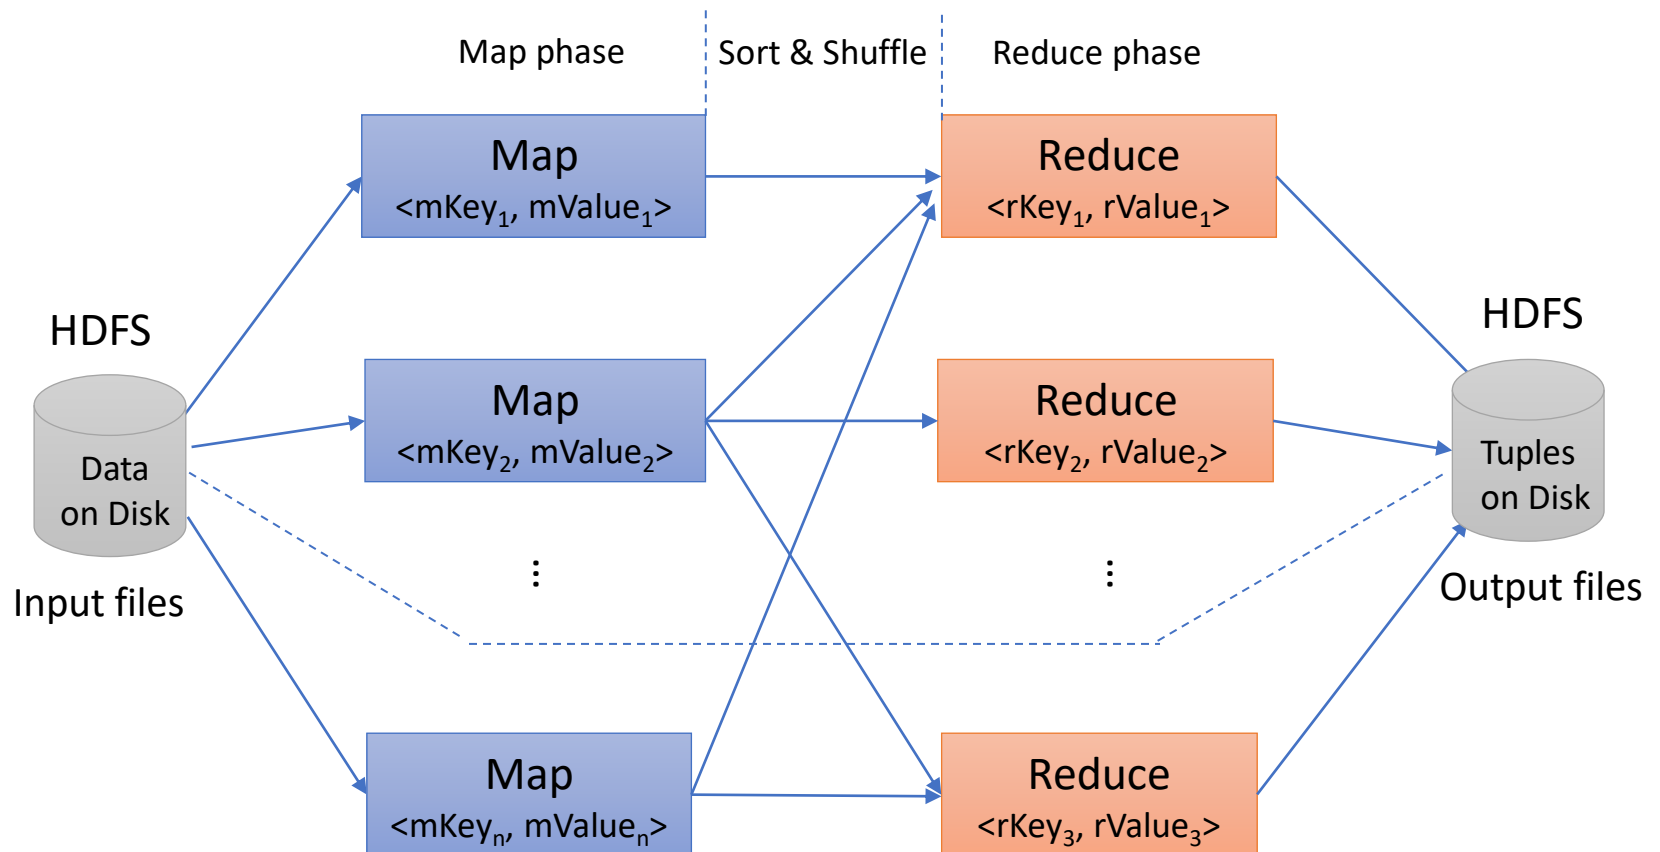 Map phase
Sort & Shuffle
Reduce phase
Map
<mKey₁, mValue₁>
Reduce
<rKey₁, rValue₁>
HDFS
Data
on Disk
Input files
Map
<mKey₂, mValue₂>
Reduce
<rKey₂, rValue₂>
HDFS
Tuples
on Disk
Output files
...
...
Map
<mKeyₙ, mValueₙ>
Reduce
<rKey₃, rValue₃>